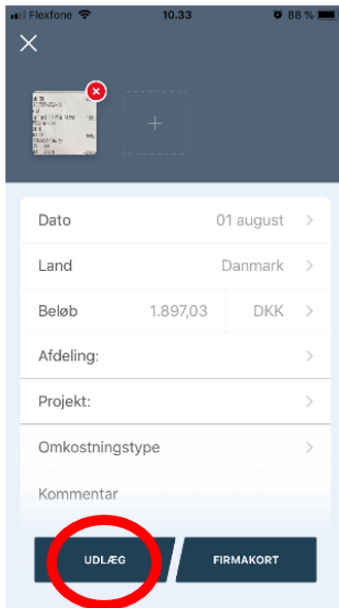 Flexfone 10.33 88 %
Dato 01 august
Land Danmark
Beløb 1.897,03 DKK
Afdeling:
Projekt:
Omkostningstype
Kommentar
UDLÆG FIRMAKORT